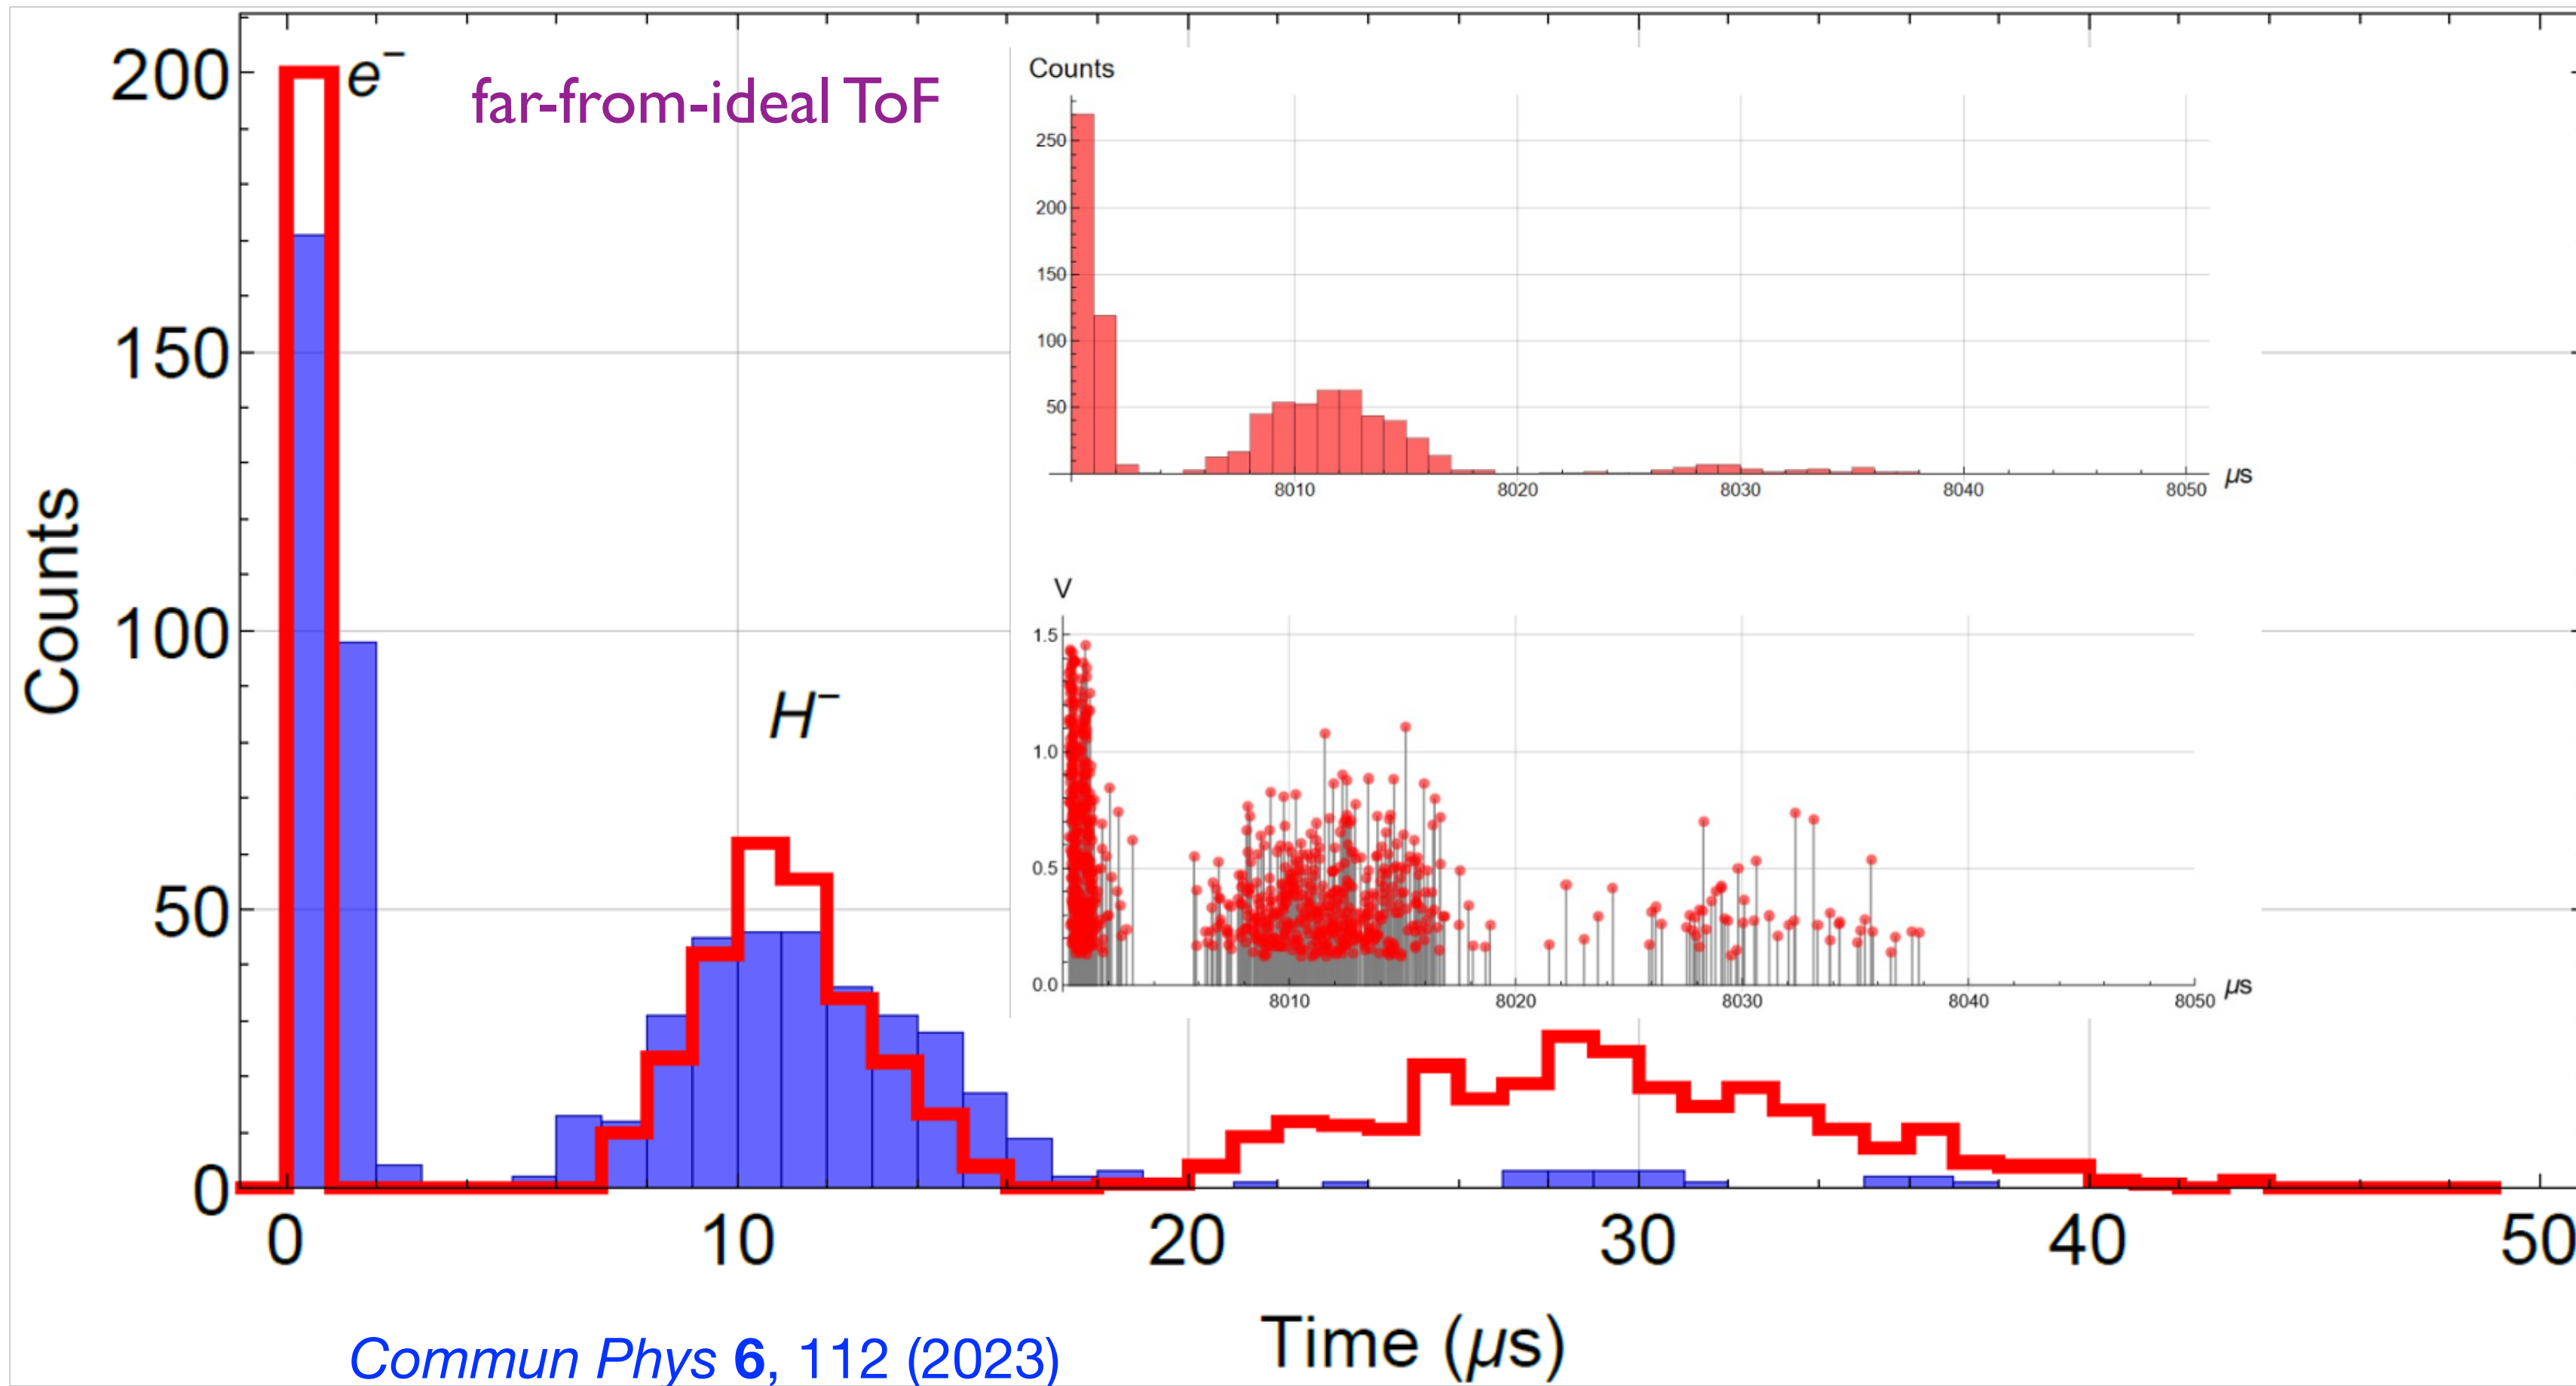 200
150
100
50
0
Counts
e⁻
far-from-ideal ToF
H⁻
Counts
250
200
150
100
50
8010 8020 8030 8040 8050 μs
V
1.5
1.0
0.5
0.0
8010 8020 8030 8040 8050 μs
0 10 20 30 40 50
Time (μs)
Commun Phys 6, 112 (2023)